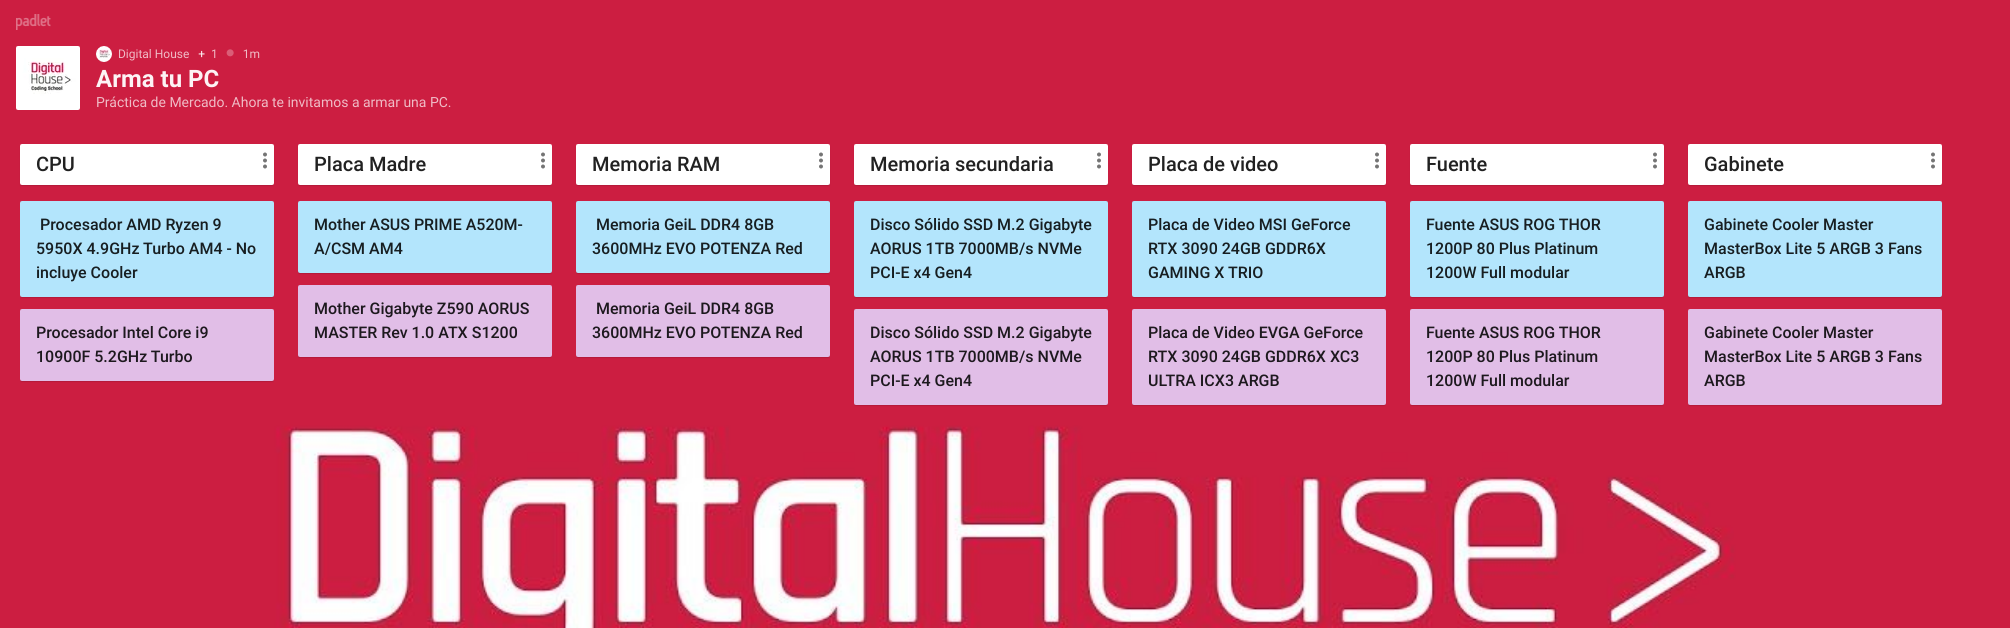 padlet
Digital House + 1 1m
Digital
House>
Coding School
Arma tu PC
Práctica de Mercado. Ahora te invitamos a armar una PC.
CPU
Procesador AMD Ryzen 9
5950X 4.9GHz Turbo AM4 - No
incluye Cooler
Procesador Intel Core i9
10900F 5.2GHz Turbo
Placa Madre
Mother ASUS PRIME A520M-
A/CSM AM4
Mother Gigabyte Z590 AORUS
MASTER Rev 1.0 ATX S1200
Memoria RAM
Memoria GeiL DDR4 8GB
3600MHz EVO POTENZA Red
Memoria GeiL DDR4 8GB
3600MHz EVO POTENZA Red
Memoria secundaria
Disco Sólido SSD M.2 Gigabyte
AORUS 1TB 7000MB/s NVMe
PCI-E x4 Gen4
Disco Sólido SSD M.2 Gigabyte
AORUS 1TB 7000MB/s NVMe
PCI-E x4 Gen4
Placa de video
Placa de Video MSI GeForce
RTX 3090 24GB GDDR6X
GAMING X TRIO
Placa de Video EVGA GeForce
RTX 3090 24GB GDDR6X XC3
ULTRA ICX3 ARGB
Fuente
Fuente ASUS ROG THOR
1200P 80 Plus Platinum
1200W Full modular
Fuente ASUS ROG THOR
1200P 80 Plus Platinum
1200W Full modular
Gabinete
Gabinete Cooler Master
MasterBox Lite 5 ARGB 3 Fans
ARGB
Gabinete Cooler Master
MasterBox Lite 5 ARGB 3 Fans
ARGB
DigitalHouse>